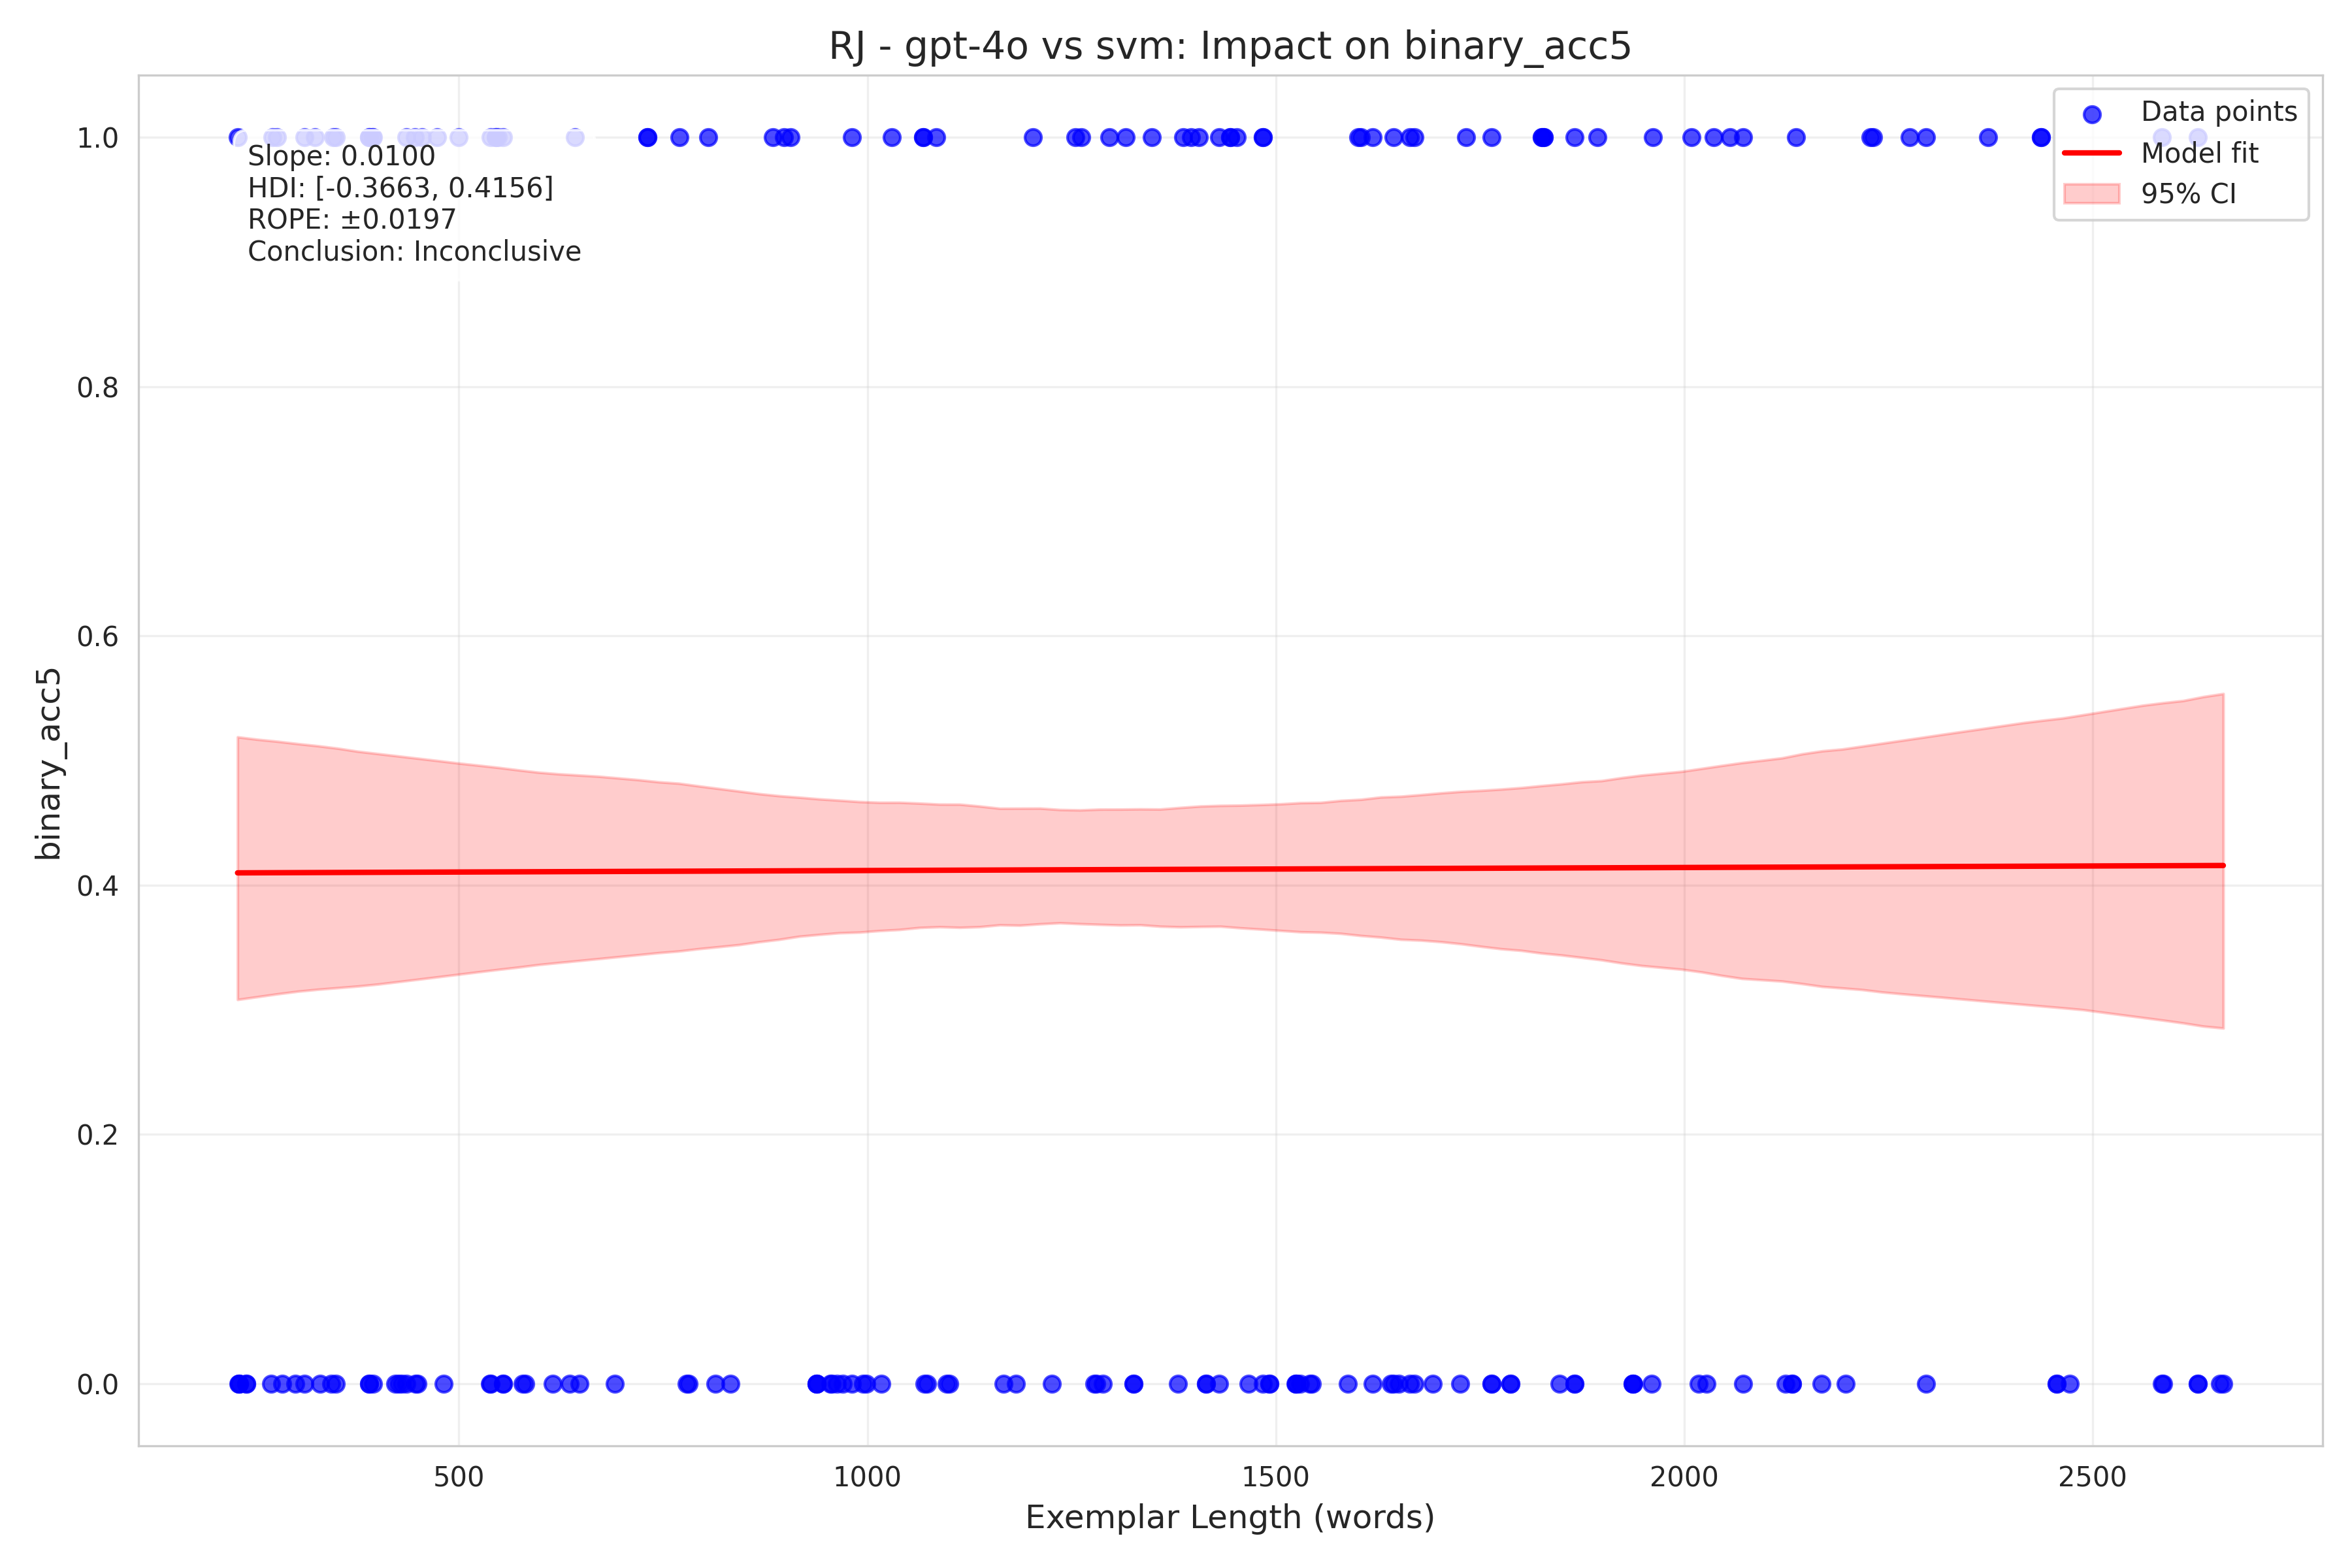 RJ - gpt-4o vs svm: Impact on binary_acc5
Slope: 0.0100
HDI: [-0.3663, 0.4156]
ROPE: ±0.0197
Conclusion: Inconclusive
Data points
Model fit
95% CI
binary_acc5
1.0
0.8
0.6
0.4
0.2
0.0
500
1000
1500
2000
2500
Exemplar Length (words)